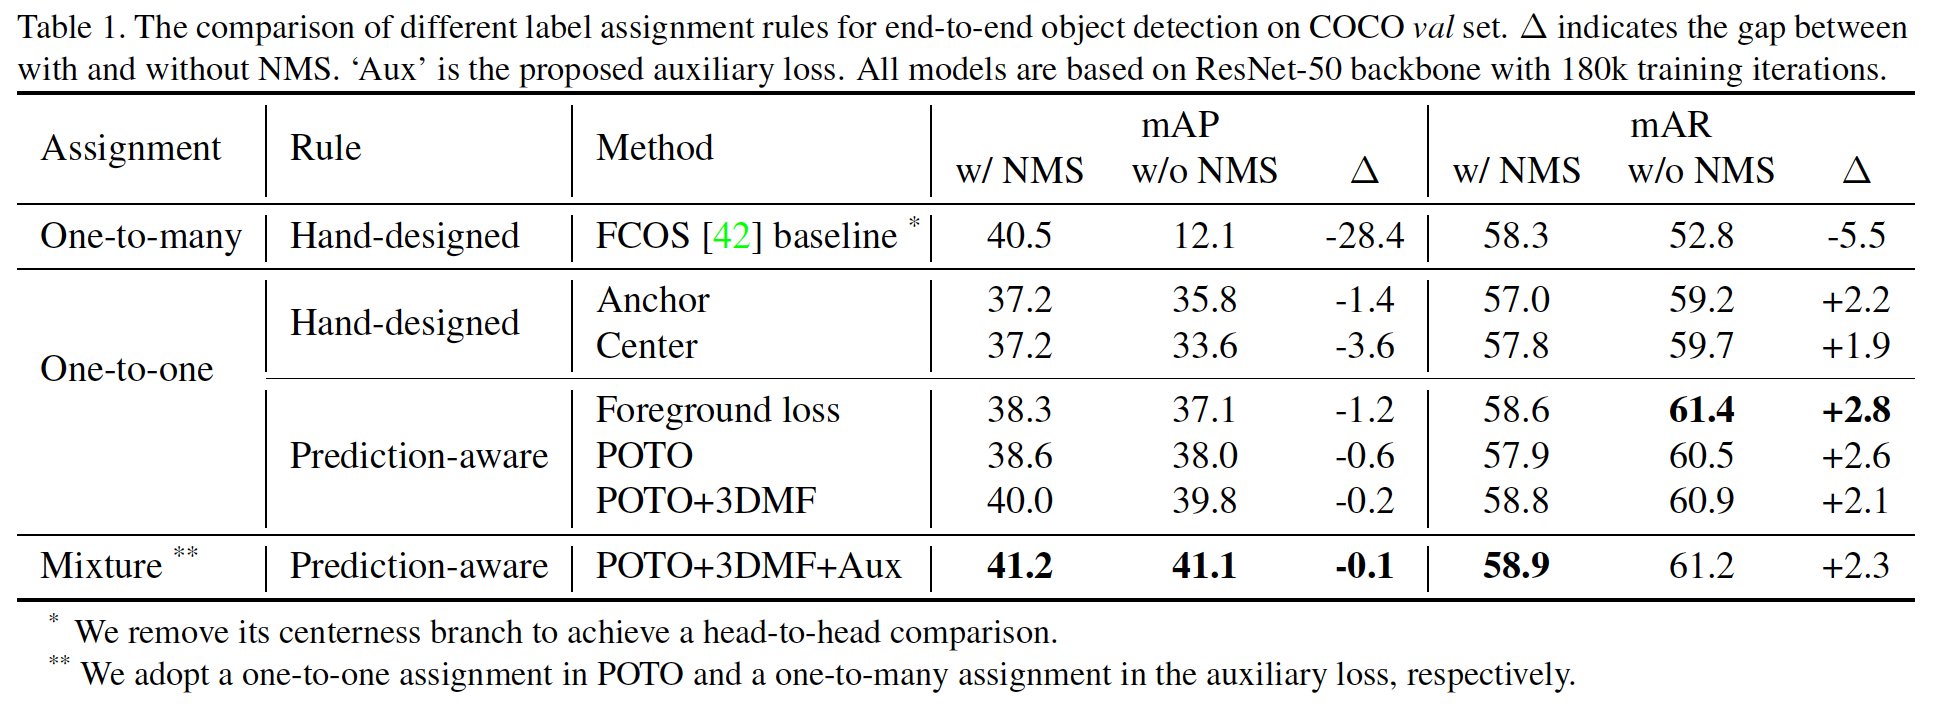 Table 1. The comparison of different label assignment rules for end-to-end object detection on COCO val set. Δ indicates the gap between
with and without NMS. ‘Aux’ is the proposed auxiliary loss. All models are based on ResNet-50 backbone with 180k training iterations.
Assignment Rule Method mAP mAR
w/ NMS w/o NMS Δ w/ NMS w/o NMS Δ
One-to-many Hand-designed FCOS [42] baseline * 40.5 12.1 -28.4 58.3 52.8 -5.5
One-to-one Hand-designed Anchor 37.2 35.8 -1.4 57.0 59.2 +2.2
Center 37.2 33.6 -3.6 57.8 59.7 +1.9
Prediction-aware Foreground loss 38.3 37.1 -1.2 58.6 61.4 +2.8
POTO 38.6 38.0 -0.6 57.9 60.5 +2.6
POTO+3DMF 40.0 39.8 -0.2 58.8 60.9 +2.1
Mixture ** Prediction-aware POTO+3DMF+Aux 41.2 41.1 -0.1 58.9 61.2 +2.3
* We remove its centerness branch to achieve a head-to-head comparison.
** We adopt a one-to-one assignment in POTO and a one-to-many assignment in the auxiliary loss, respectively.